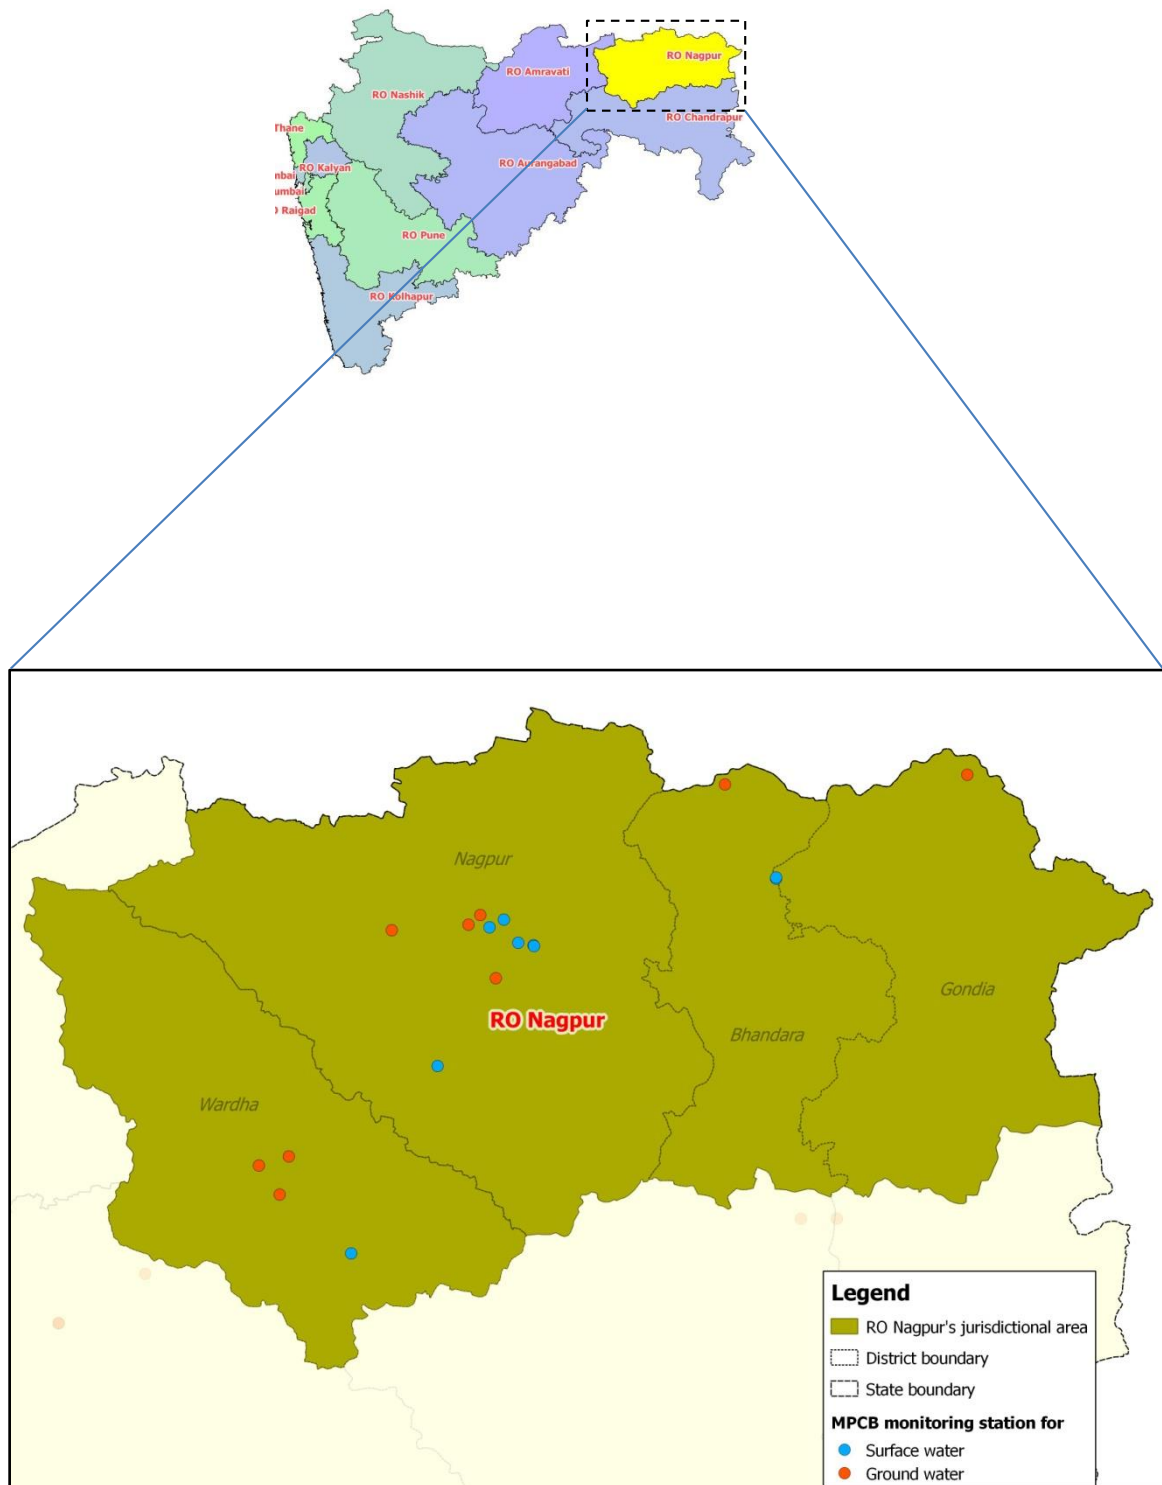 RO Nagpur
RO Amravati
RO Nashik
RO Chandrapur
Thane
RO Aurangabad
RO Kalyan
mbai
umbai
RO Pune
RO Kolhapur
Nagpur
Gondia
RO Nagpur
Bhandara
Wardha
Legend
RO Nagpur's jurisdictional area
District boundary
State boundary
MPCB monitoring station for
Surface water
Ground water